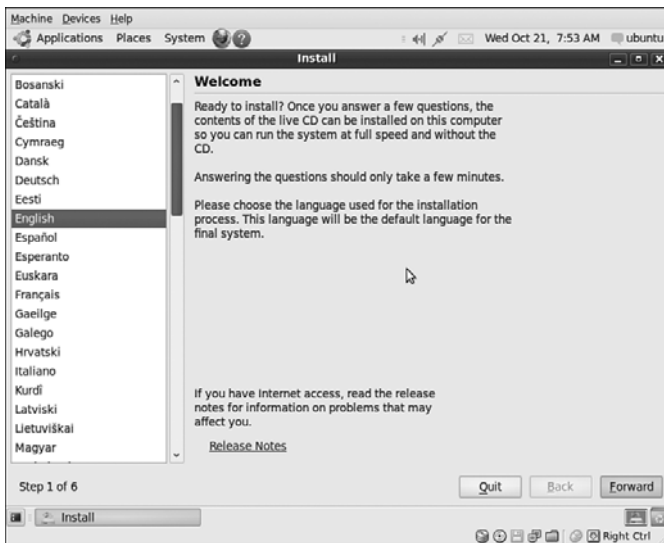 Machine Devices Help
Applications Places System Wed Oct 21, 7:53 AM ubuntu
Install
Bosanski
Català
Čeština
Cymraeg
Dansk
Deutsch
Eesti
English
Español
Esperanto
Euskara
Français
Gaeilge
Galego
Hrvatski
Italiano
Kurdî
Latviski
Lietuviškai
Magyar
Welcome
Ready to install? Once you answer a few questions, the
contents of the live CD can be installed on this computer
so you can run the system at full speed and without the
CD.
Answering the questions should only take a few minutes.
Please choose the language used for the installation
process. This language will be the default language for the
final system.
If you have Internet access, read the release
notes for information on problems that may
affect you.
Release Notes
Step 1 of 6
Quit Back Forward
Install
Right Ctrl